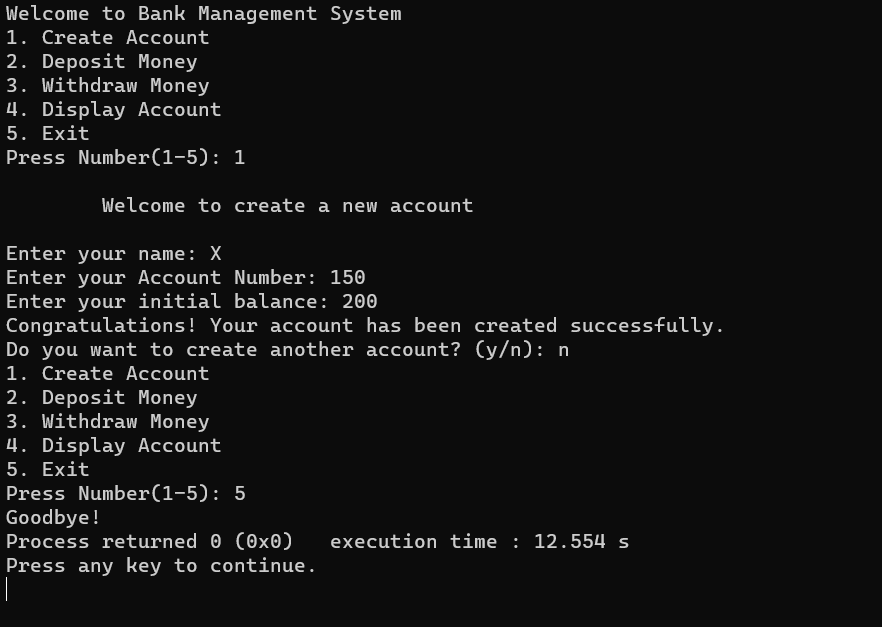 Welcome to Bank Management System
1. Create Account
2. Deposit Money
3. Withdraw Money
4. Display Account
5. Exit
Press Number(1-5): 1
Welcome to create a new account
Enter your name: X
Enter your Account Number: 150
Enter your initial balance: 200
Congratulations! Your account has been created successfully.
Do you want to create another account? (y/n): n
1. Create Account
2. Deposit Money
3. Withdraw Money
4. Display Account
5. Exit
Press Number(1-5): 5
Goodbye!
Process returned 0 (0x0)   execution time : 12.554 s
Press any key to continue.